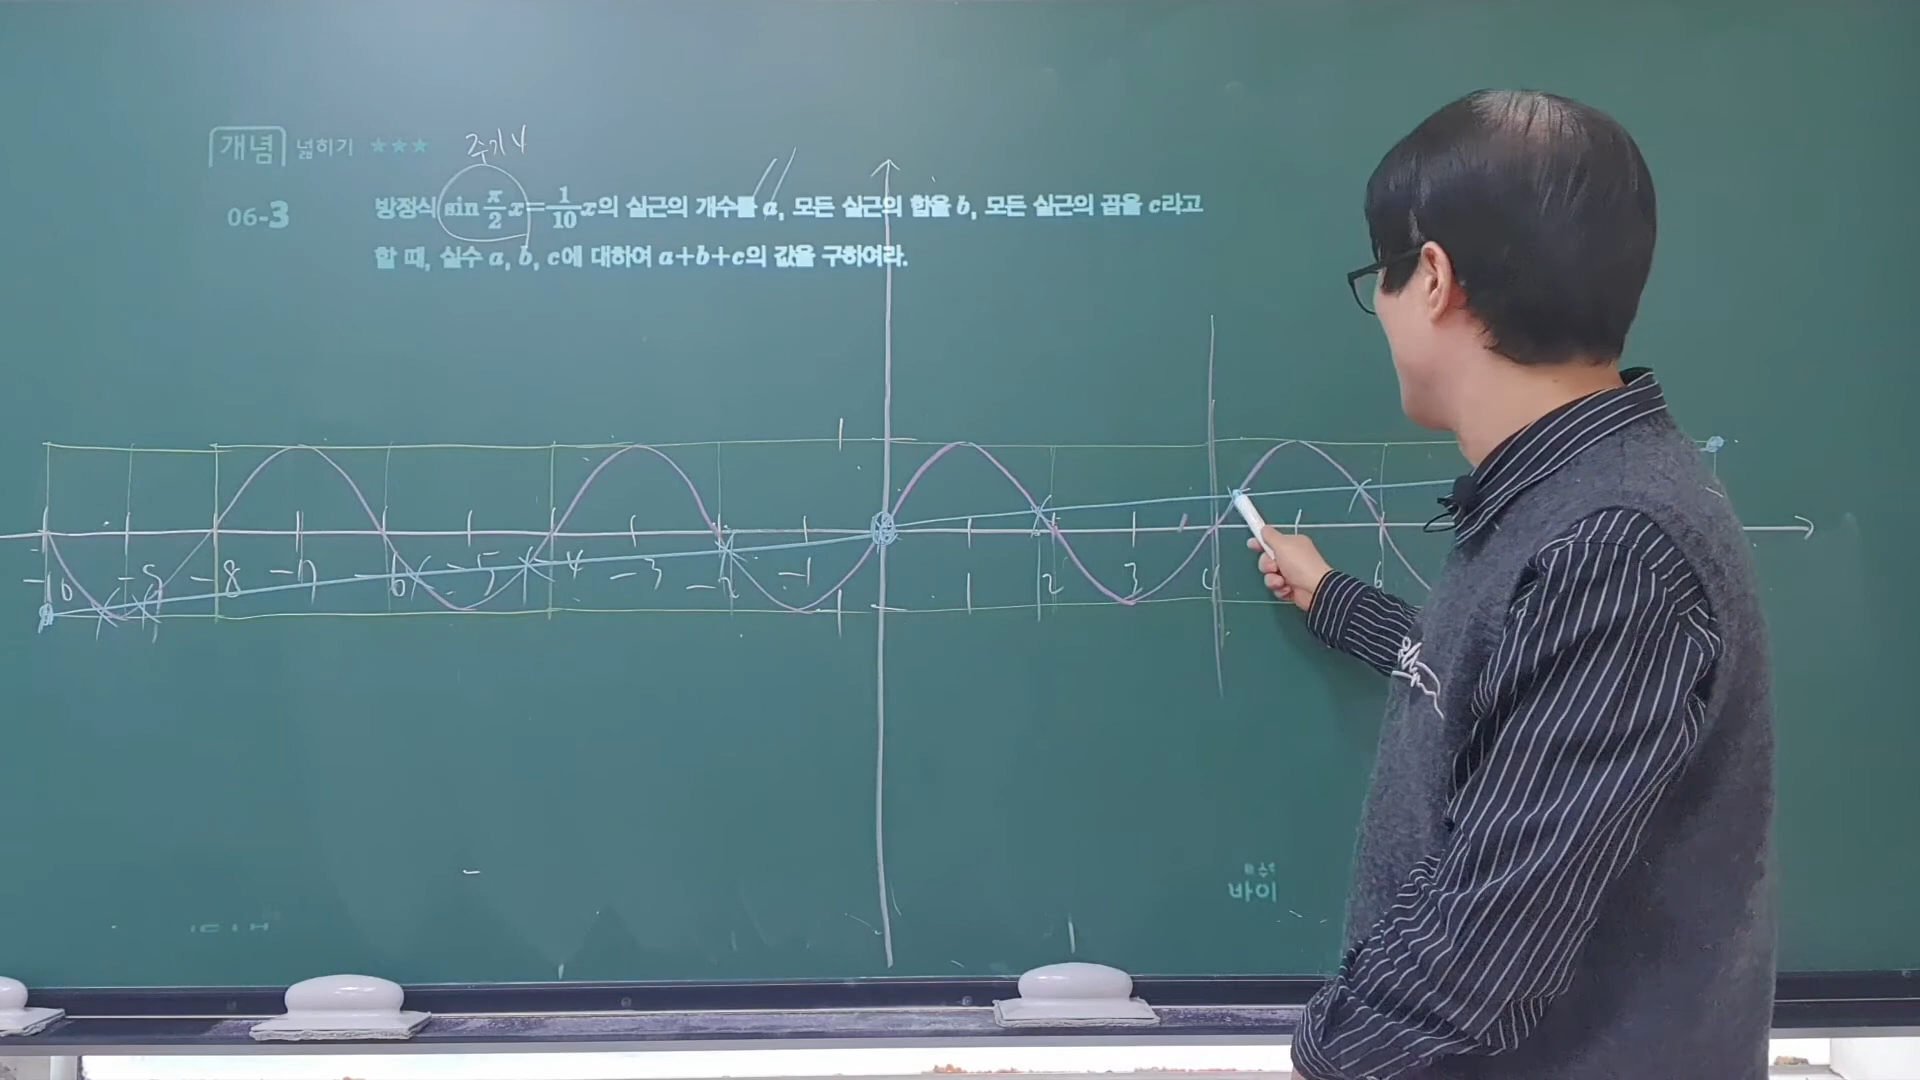 개념 넓히기 ★★★
주기 4
06-3
방정식 sin π/2 x = 1/10 x의 실근의 개수를 a, 모든 실근의 합을 b, 모든 실근의 곱을 c라고
할 때, 실수 a, b, c에 대하여 a+b+c의 값을 구하여라.
1
-10 -9 -8 -7 -6 -5 -4 -3 -2 -1 1 2 3 4 6
바이